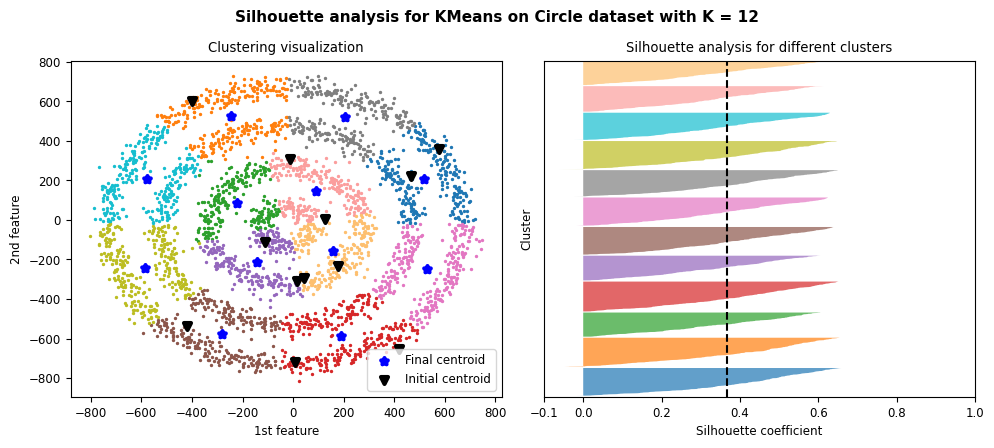 Silhouette analysis for KMeans on Circle dataset with K = 12
Clustering visualization
800
600
400
200
0
−200
−400
−600
−800
2nd feature
−800 −600 −400 −200 0 200 400 600 800
1st feature
Final centroid
Initial centroid
Silhouette analysis for different clusters
Cluster
−0.1 0.0 0.2 0.4 0.6 0.8 1.0
Silhouette coefficient